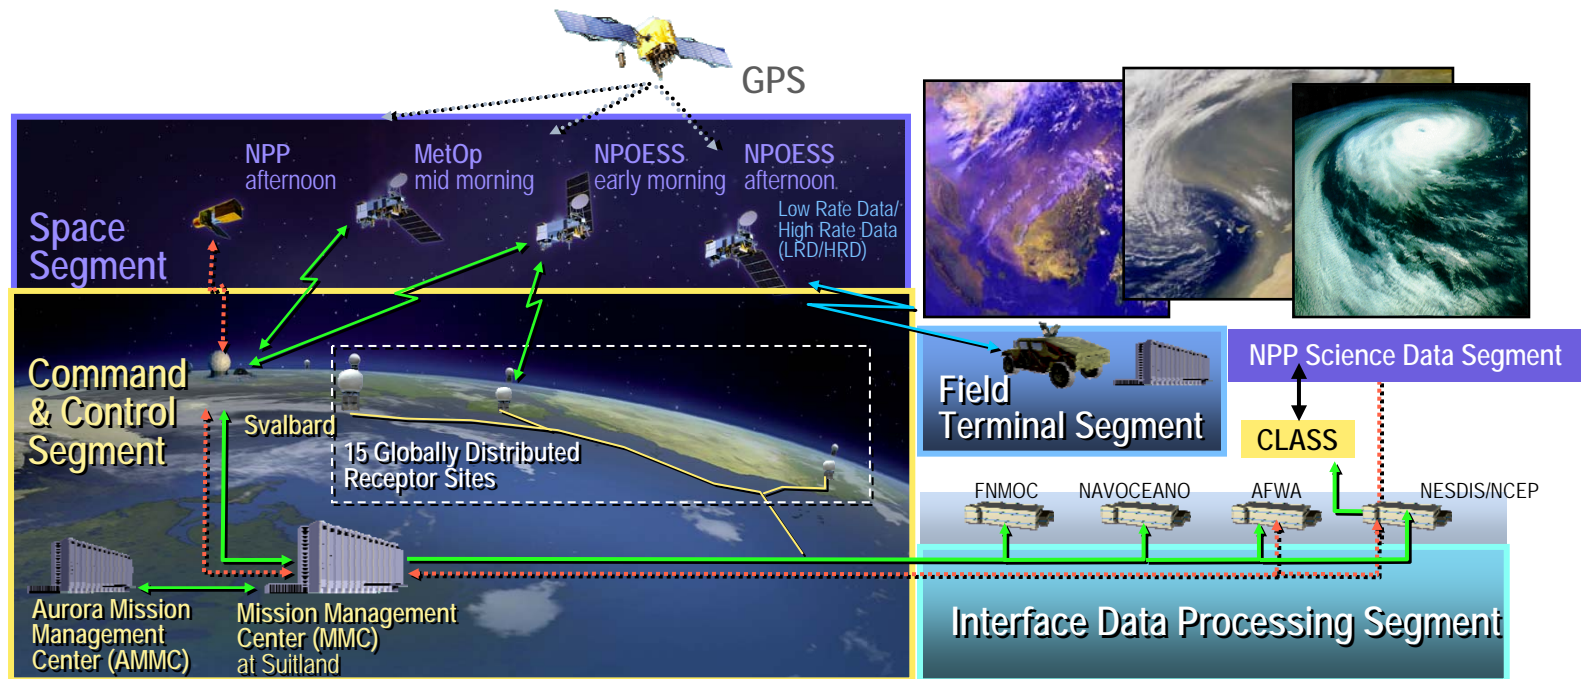 GPS
NPP
afternoon
MetOp
mid morning
NPOESS
early morning
NPOESS
afternoon
Low Rate Data/
High Rate Data
(LRD/HRD)
Space
Segment
Command
& Control
Segment
Svalbard
15 Globally Distributed
Receptor Sites
Field
Terminal Segment
NPP Science Data Segment
CLASS
FNMOC
NAVOCEANO
AFWA
NESDIS/NCEP
Aurora Mission
Management
Center (AMMC)
Mission Management
Center (MMC)
at Suitland
Interface Data Processing Segment